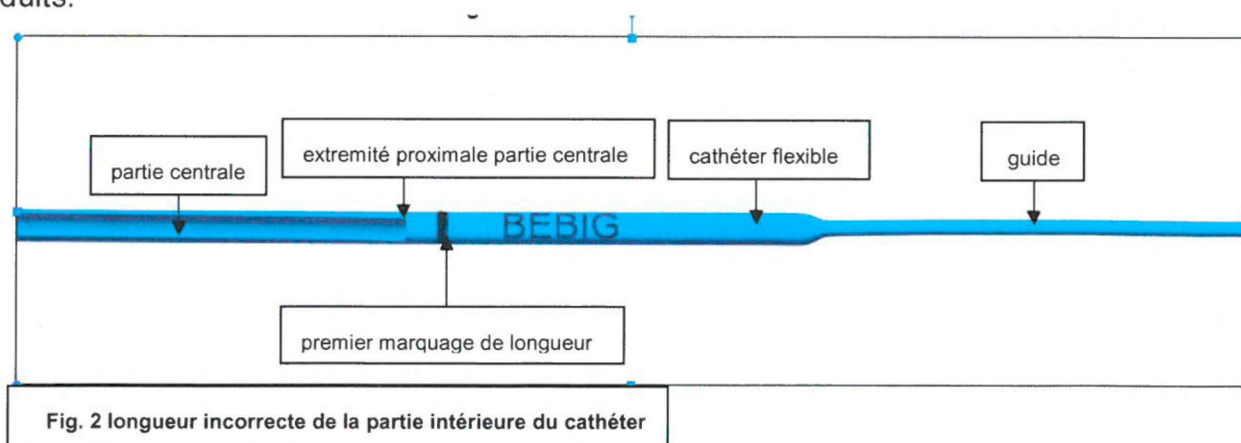 duits.
partie centrale
extremité proximale partie centrale
cathéter flexible
guide
BEBIG
premier marquage de longueur
Fig. 2 longueur incorrecte de la partie intérieure du cathéter